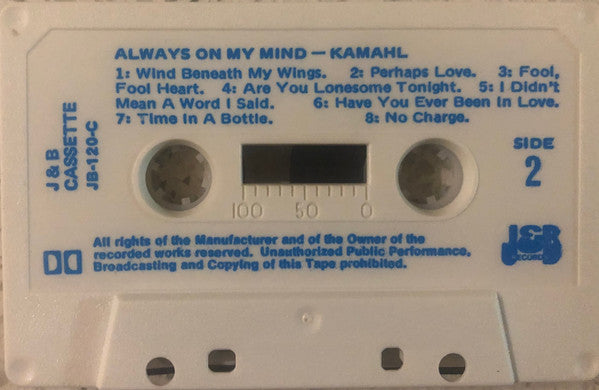 ALWAYS ON MY MIND — KAMAHL
1: Wind Beneath My Wings. 2: Perhaps Love. 3: Fool,
Fool Heart. 4: Are You Lonesome Tonight. 5: I Didn't
Mean A Word I Said. 6: Have You Ever Been In Love.
7: Time In A Bottle. 8: No Charge.
J & B
CASSETTE
JB-120-C
SIDE
2
100 50 0
All rights of the Manufacturer and of the Owner of the
recorded works reserved. Unauthorized Public Performance,
Broadcasting and Copying of this Tape prohibited.
J&B
RECORDS